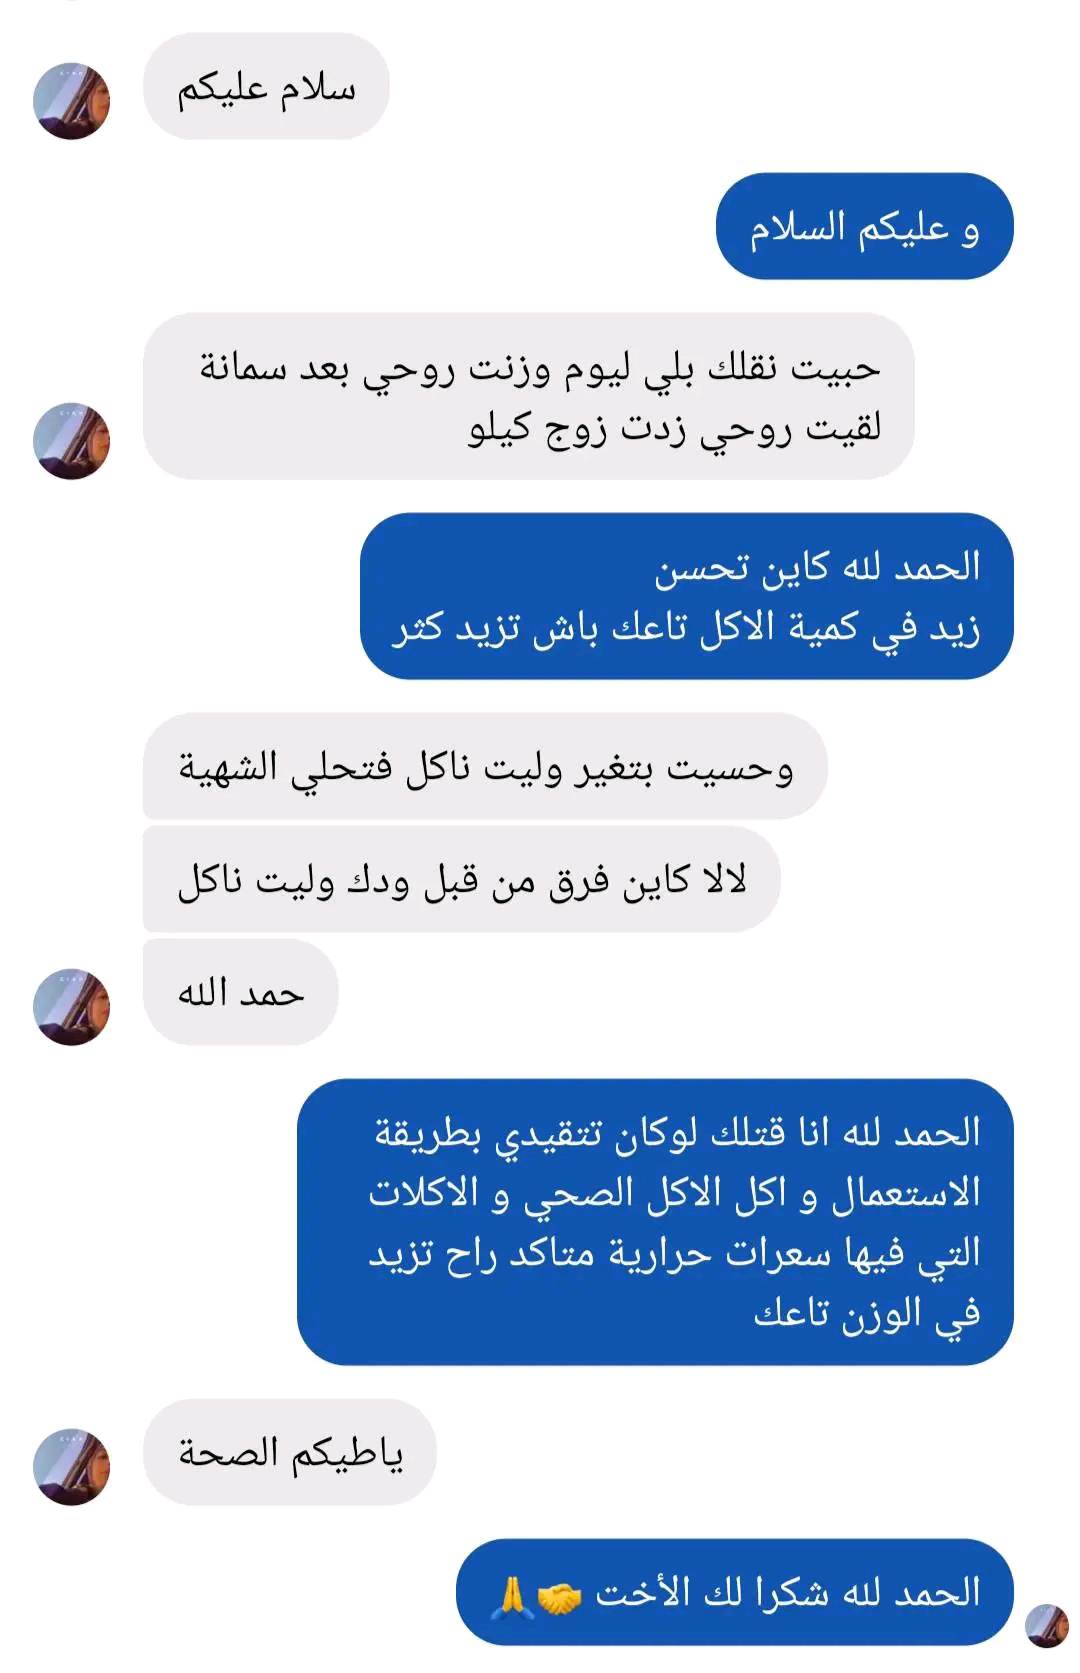 سلام عليكم
و عليكم السلام
حبيت نقلك بلي ليوم وزنت روحي بعد سمانة
لقيت روحي زدت زوج كيلو
الحمد لله كاين تحسن
زيد في كمية الاكل تاعك باش تزيد كثر
وحسيت بتغير وليت ناكل فتحلي الشهية
لالا كاين فرق من قبل ودك وليت ناكل
حمد الله
الحمد لله انا قتلك لوكان تتقيدي بطريقة
الاستعمال و اكل الاكل الصحي و الاكلات
التي فيها سعرات حرارية متاكد راح تزيد
في الوزن تاعك
ياطيكم الصحة
الحمد لله شكرا لك الأخت 🤝🙏